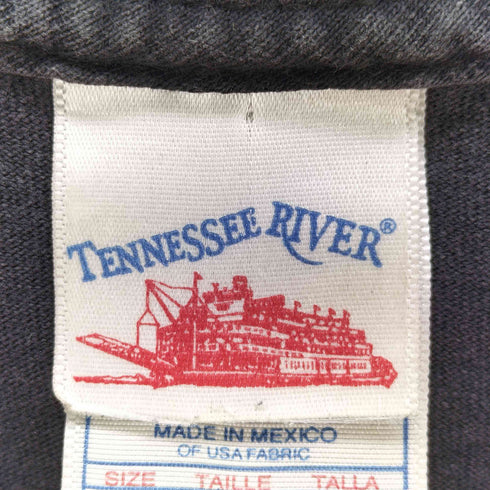 TENNESSEE RIVER®
MADE IN MEXICO
OF USA FABRIC
SIZE TAILLE TALLA